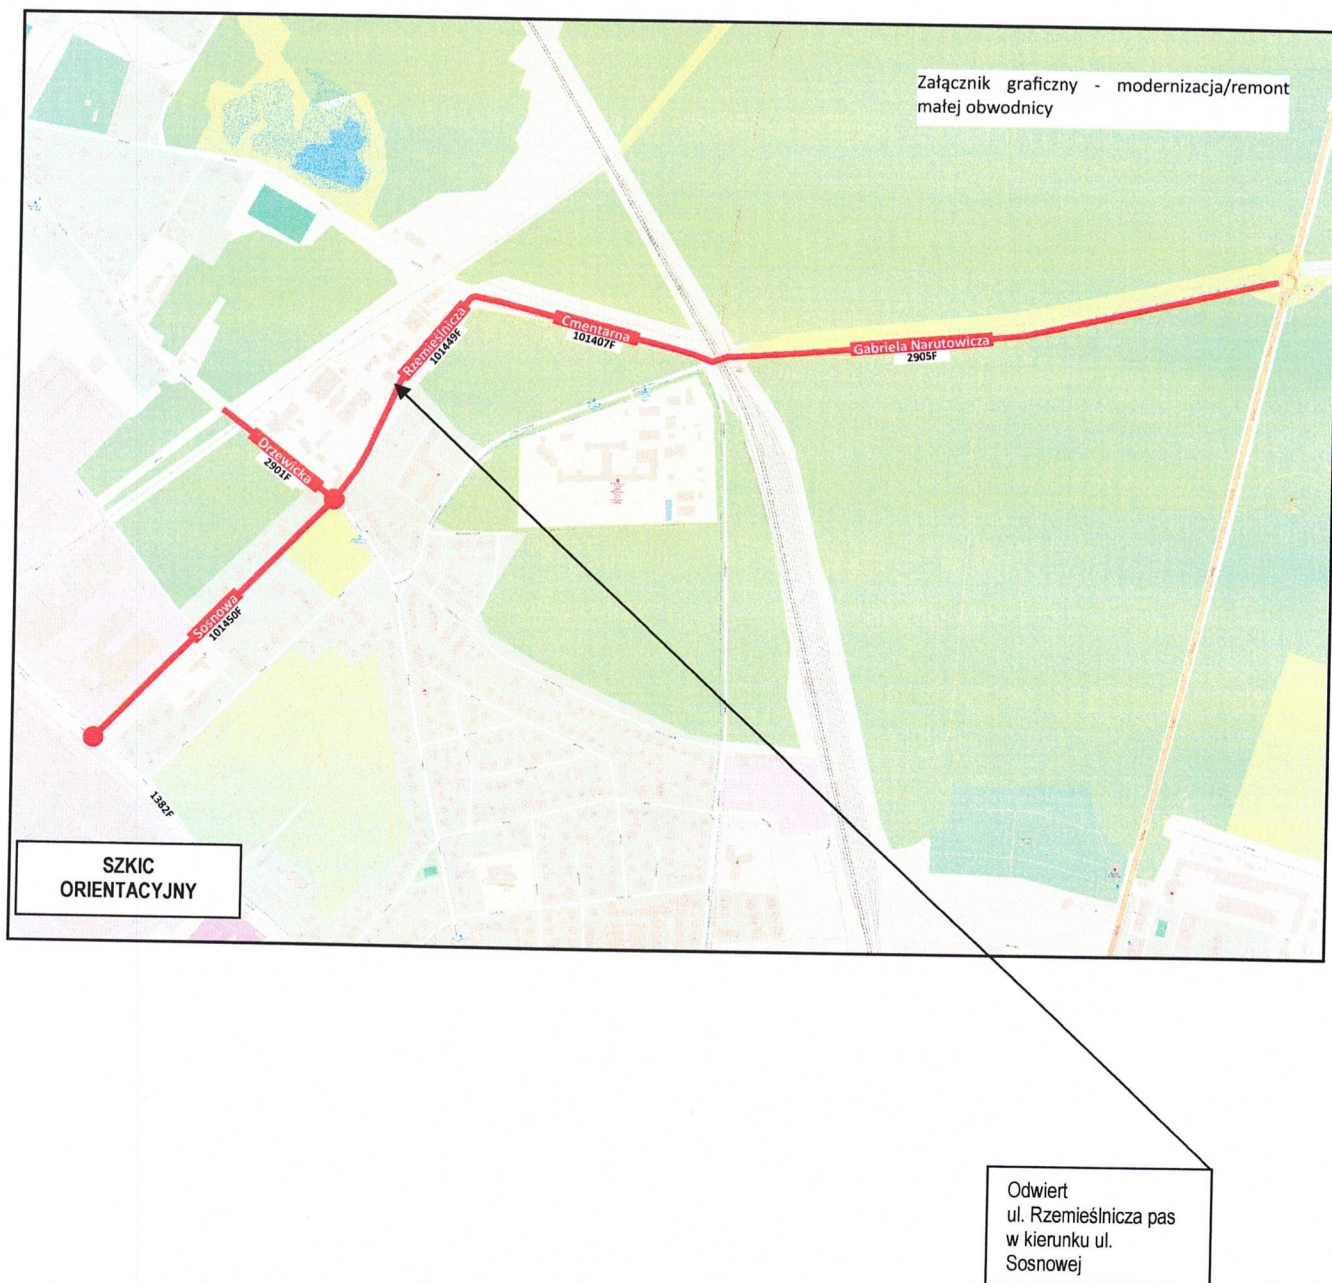 Załącznik graficzny - modernizacja/remont
małej obwodnicy
Rzemieślnicza
101449F
Cmentarna
101407F
Gabriela Narutowicza
2905F
Drzewicka
2901F
Sosnowa
101450F
1382F
SZKIC
ORIENTACYJNY
Odwiert
ul. Rzemieślnicza pas
w kierunku ul.
Sosnowej